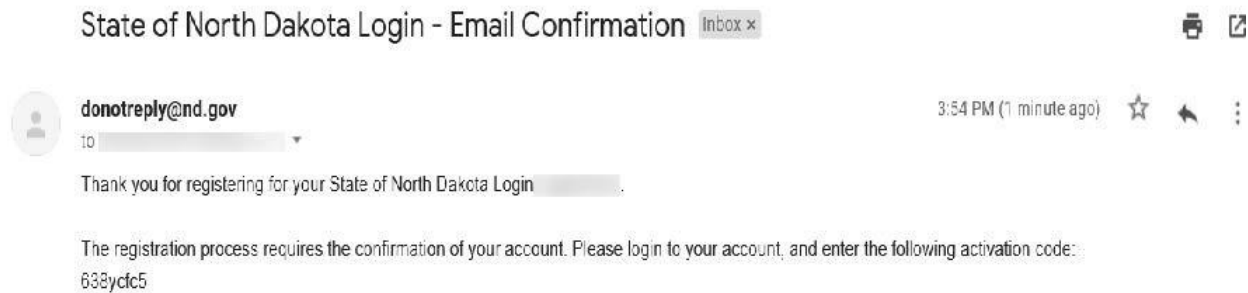 State of North Dakota Login - Email Confirmation Inbox ×
donotreply@nd.gov 3:54 PM (1 minute ago)
to
Thank you for registering for your State of North Dakota Login .
The registration process requires the confirmation of your account. Please login to your account, and enter the following activation code:
638ycfc5